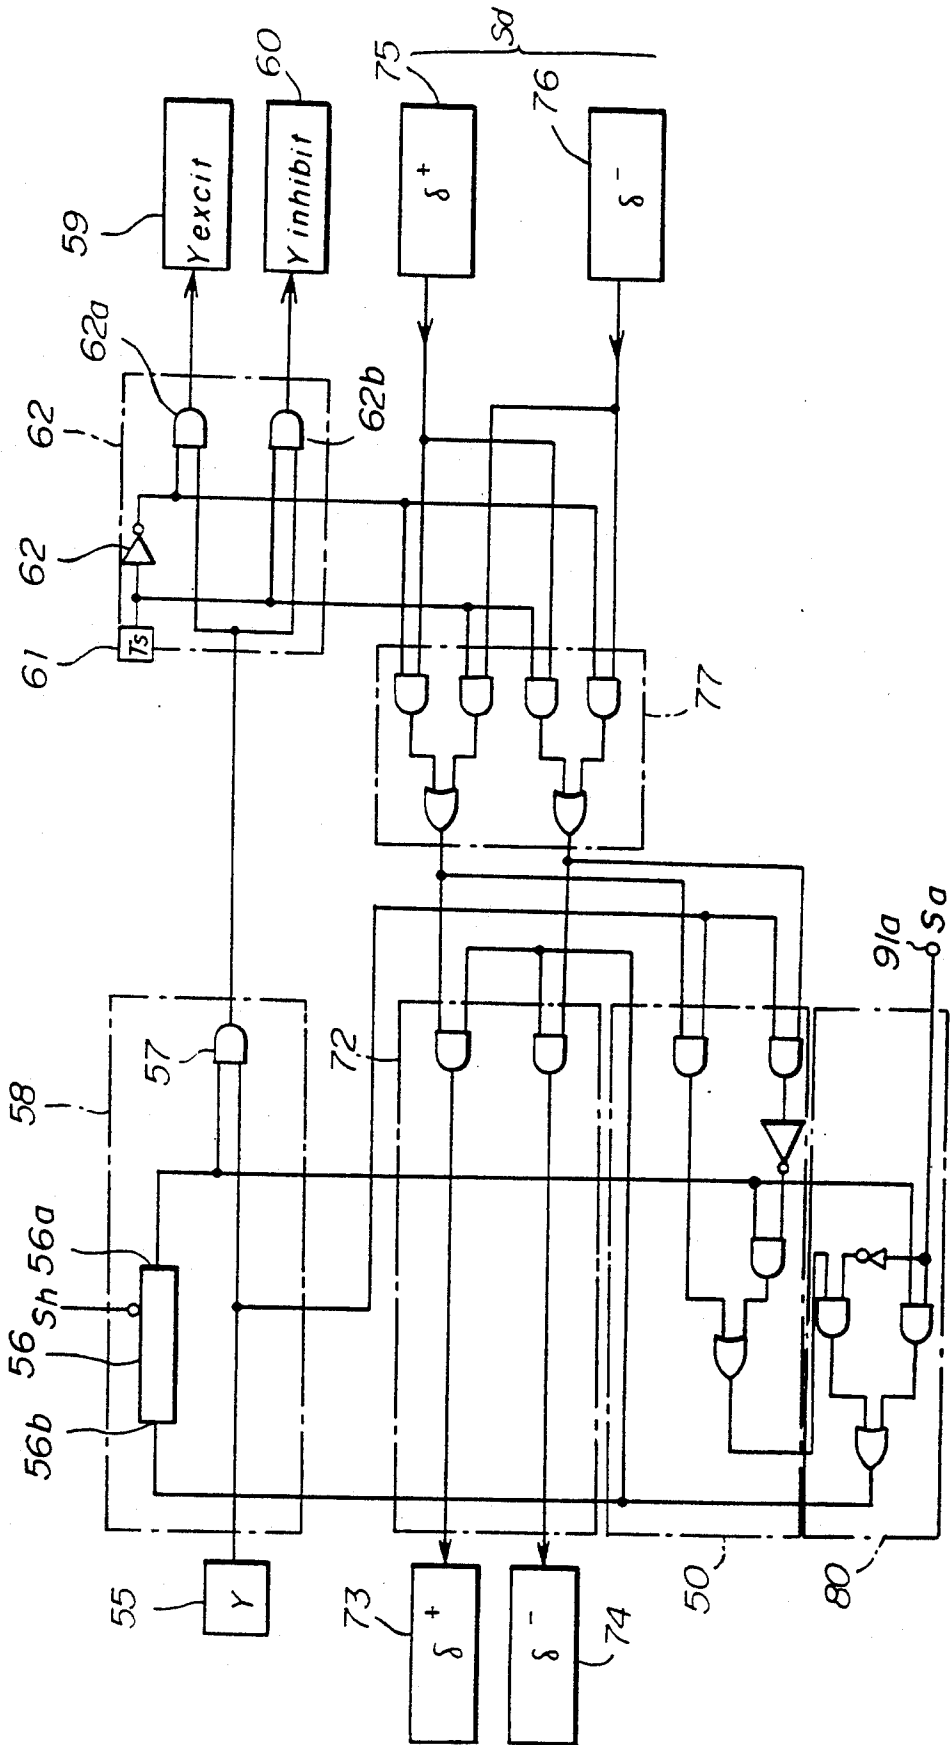 59
Y excit
60
Y inhibit
75
δ+
Sd
76
δ−
62a
62
62b
62
61
Ts
77
91a
Sa
57
58
72
56a
Sh
56
56b
55
Y
73
δ+
δ−
74
50
80